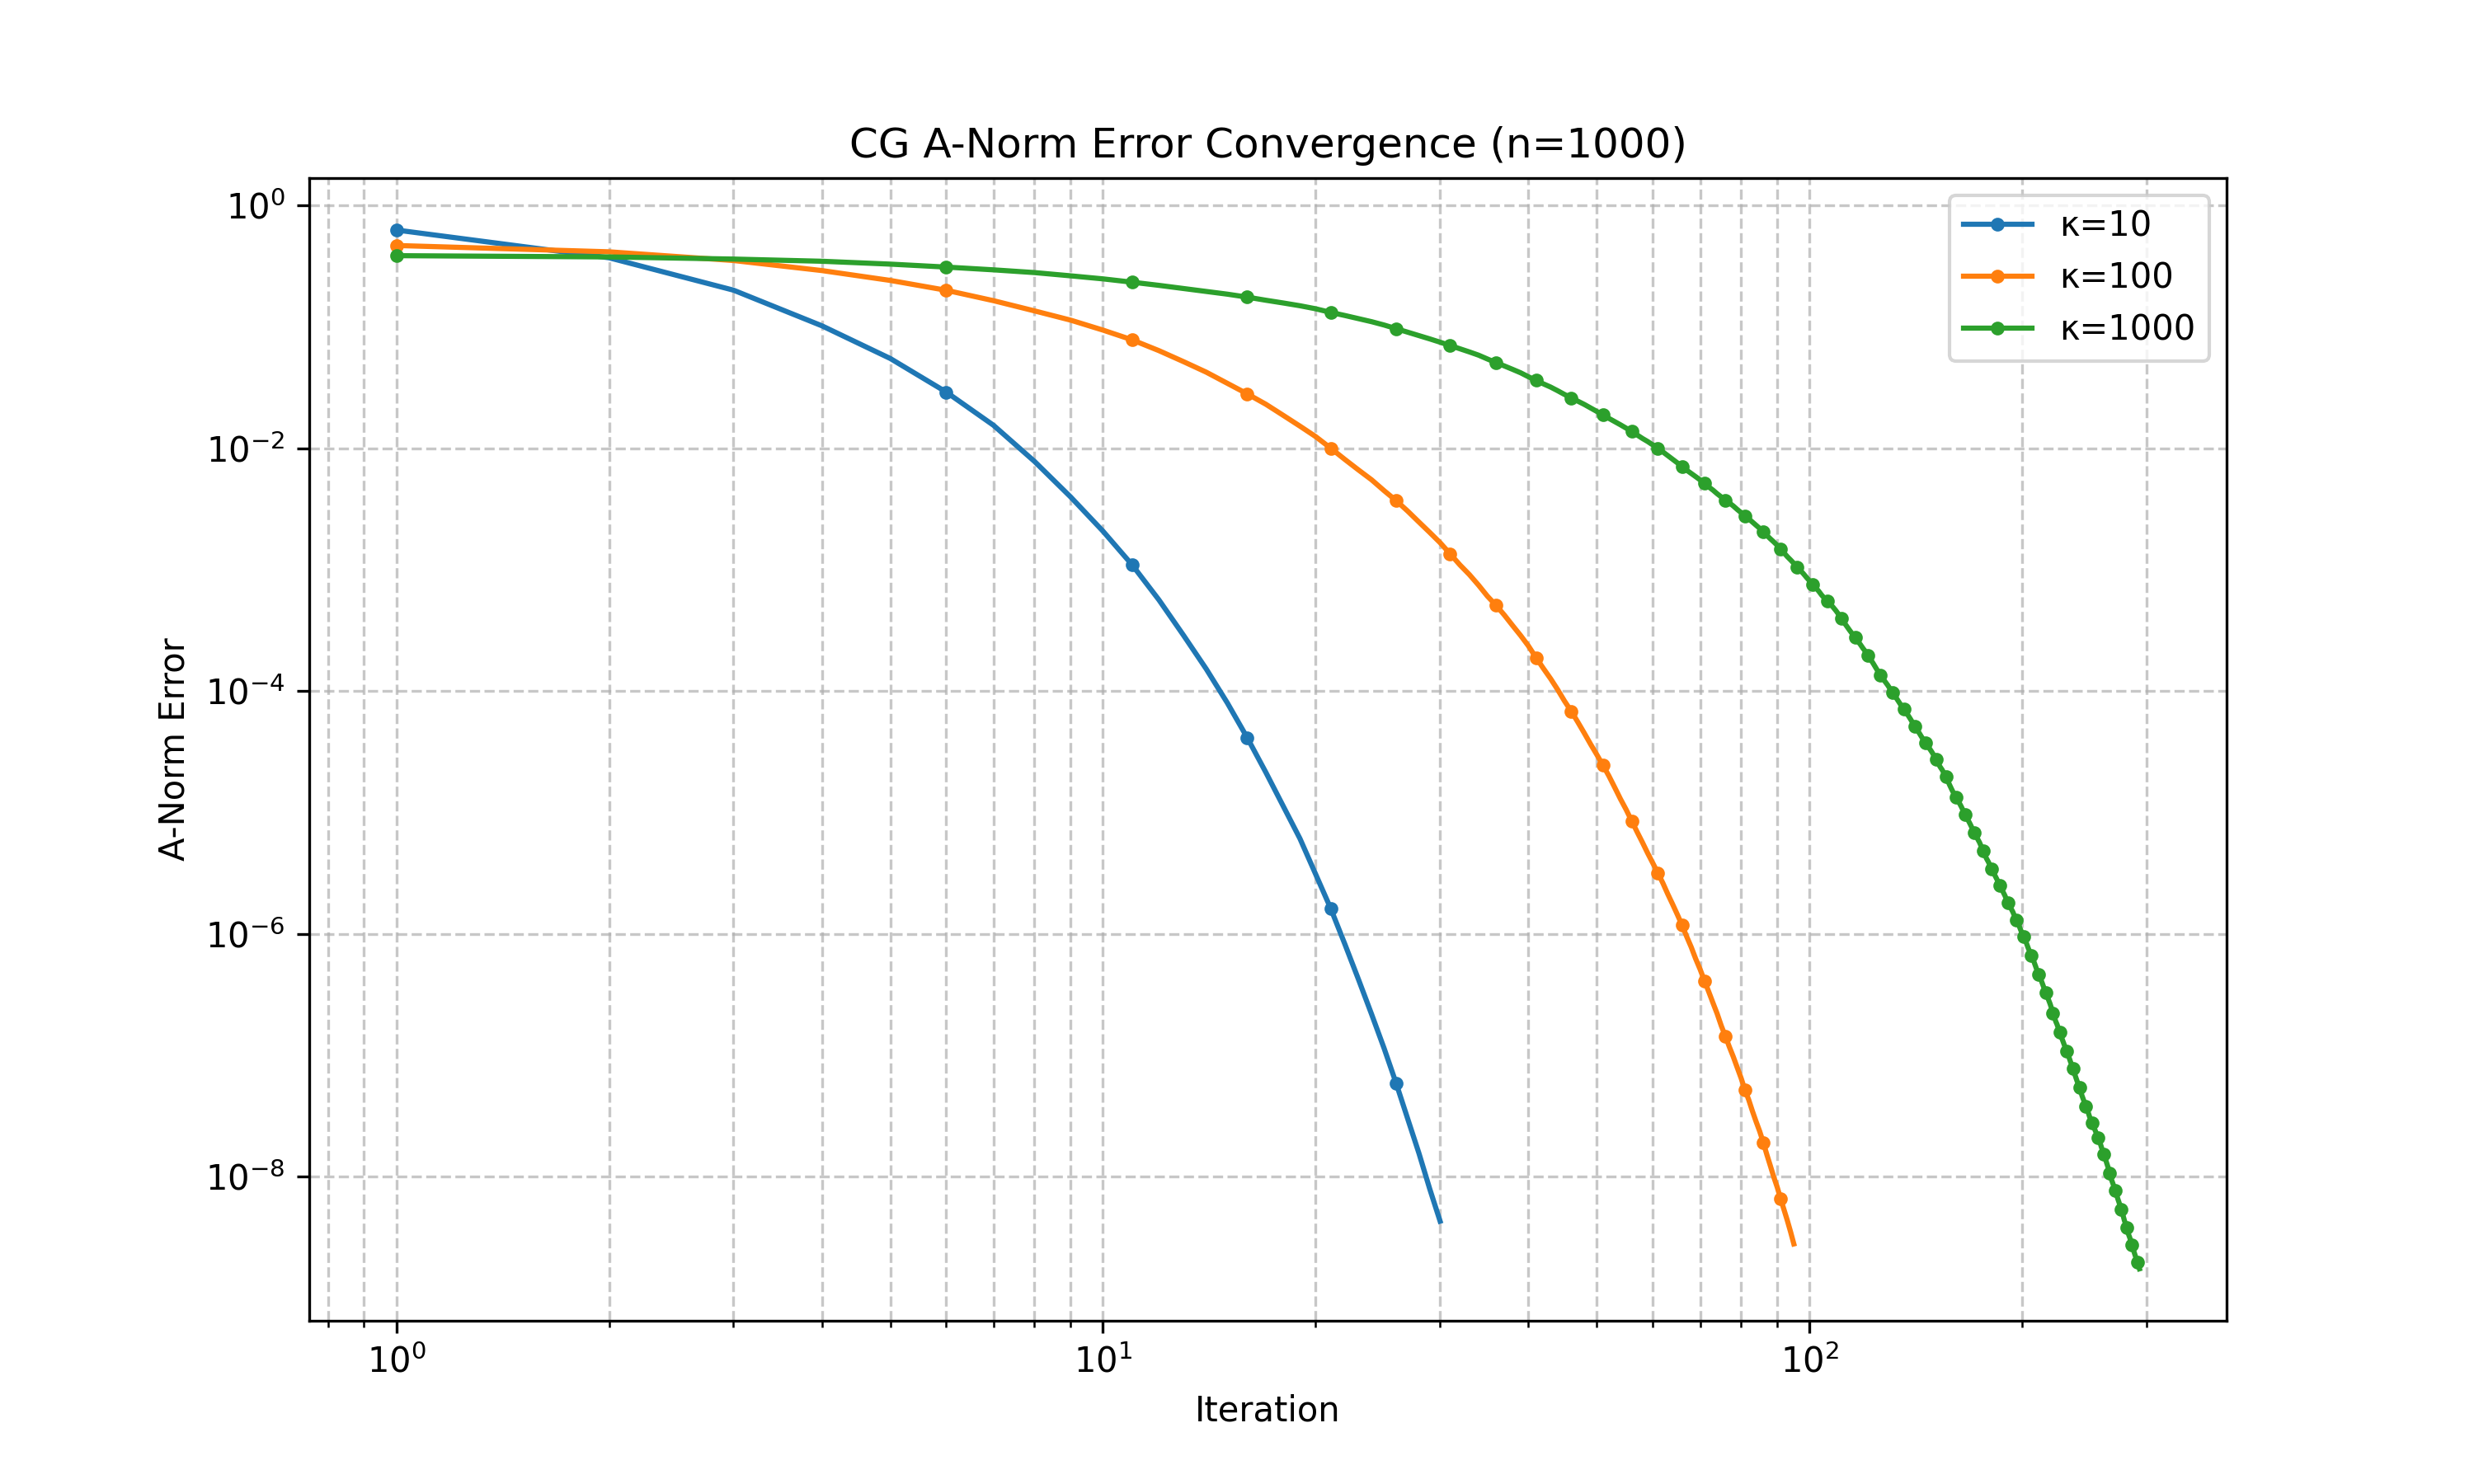 CG A-Norm Error Convergence (n=1000)
κ=10
κ=100
κ=1000
A-Norm Error
10⁰
10⁻²
10⁻⁴
10⁻⁶
10⁻⁸
10⁰
10¹
10²
Iteration